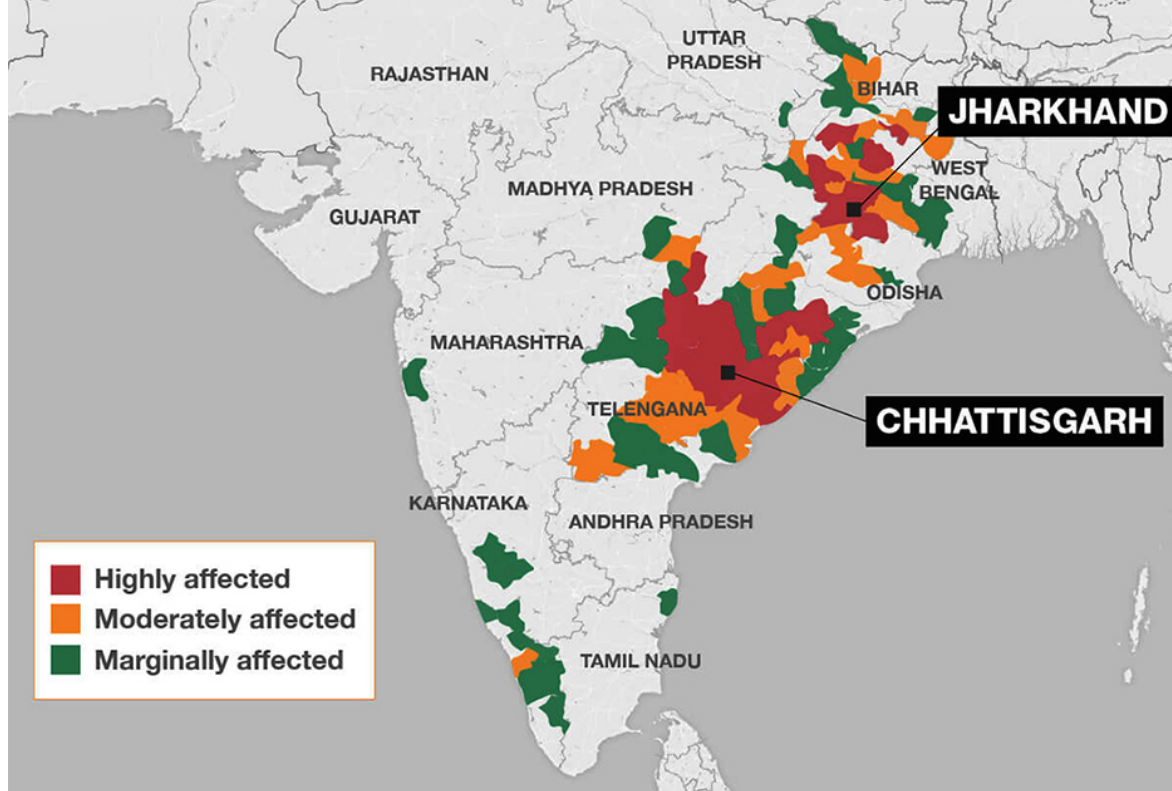 UTTAR
PRADESH
RAJASTHAN
BIHAR
JHARKHAND
WEST
BENGAL
MADHYA PRADESH
GUJARAT
ODISHA
MAHARASHTRA
TELENGANA
CHHATTISGARH
KARNATAKA
ANDHRA PRADESH
Highly affected
Moderately affected
Marginally affected
TAMIL NADU